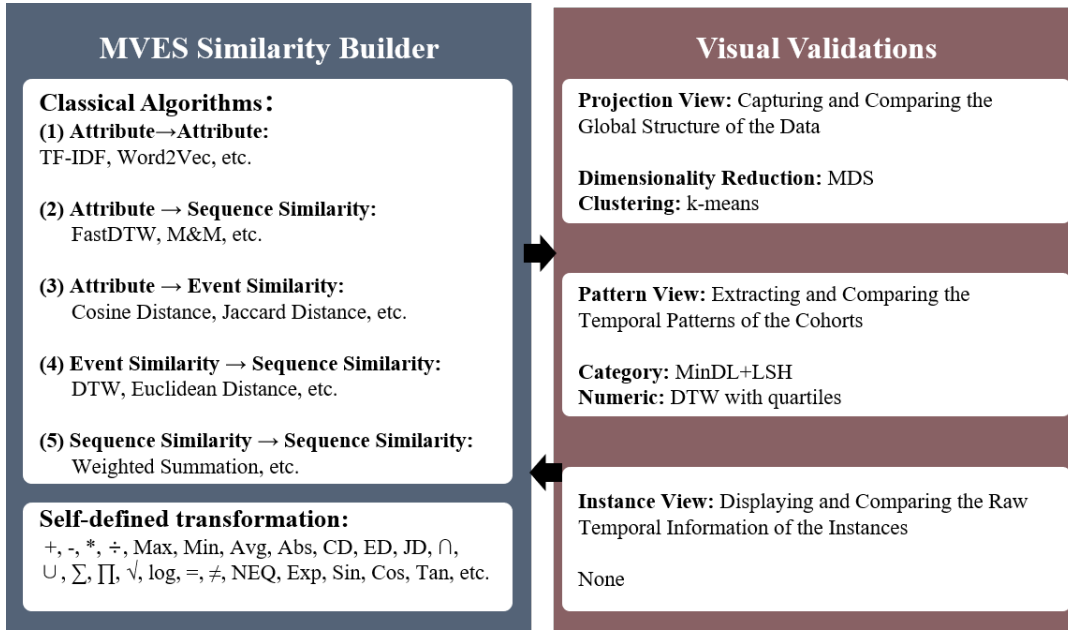 MVES Similarity Builder
Classical Algorithms:
(1) Attribute→Attribute:
TF-IDF, Word2Vec, etc.
(2) Attribute → Sequence Similarity:
FastDTW, M&M, etc.
(3) Attribute → Event Similarity:
Cosine Distance, Jaccard Distance, etc.
(4) Event Similarity → Sequence Similarity:
DTW, Euclidean Distance, etc.
(5) Sequence Similarity → Sequence Similarity:
Weighted Summation, etc.
Self-defined transformation:
+, -, *, ÷, Max, Min, Avg, Abs, CD, ED, JD, ∩,
∪, ∑, ∏, √, log, =, ≠, NEQ, Exp, Sin, Cos, Tan, etc.
Visual Validations
Projection View: Capturing and Comparing the
Global Structure of the Data
Dimensionality Reduction: MDS
Clustering: k-means
Pattern View: Extracting and Comparing the
Temporal Patterns of the Cohorts
Category: MinDL+LSH
Numeric: DTW with quartiles
Instance View: Displaying and Comparing the Raw
Temporal Information of the Instances
None